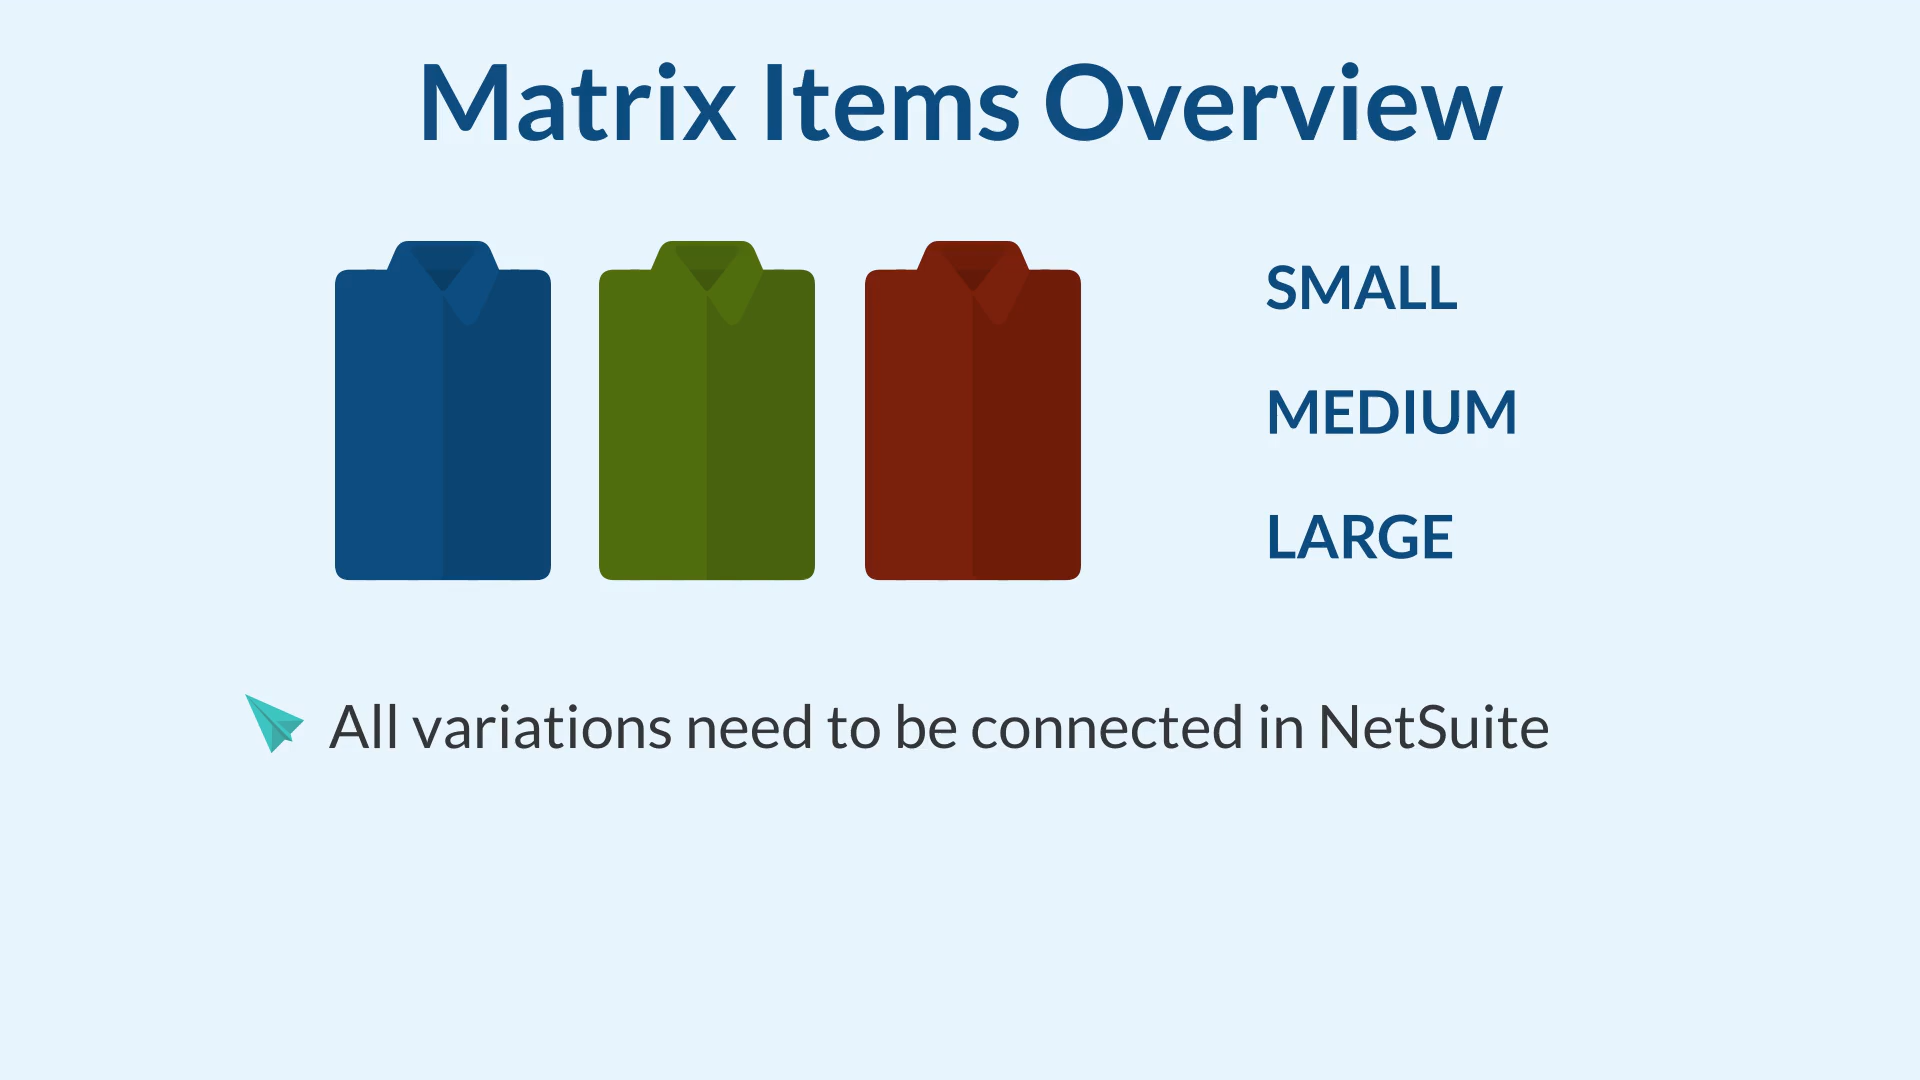 Matrix Items Overview
SMALL
MEDIUM
LARGE
All variations need to be connected in NetSuite